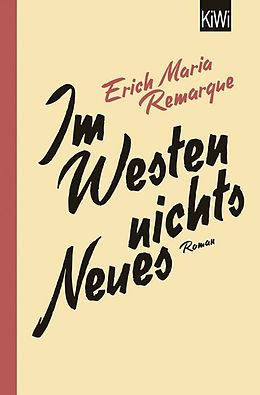 KiWi
Erich Maria
Remarque
Im
Westen
nichts
Neues
Roman